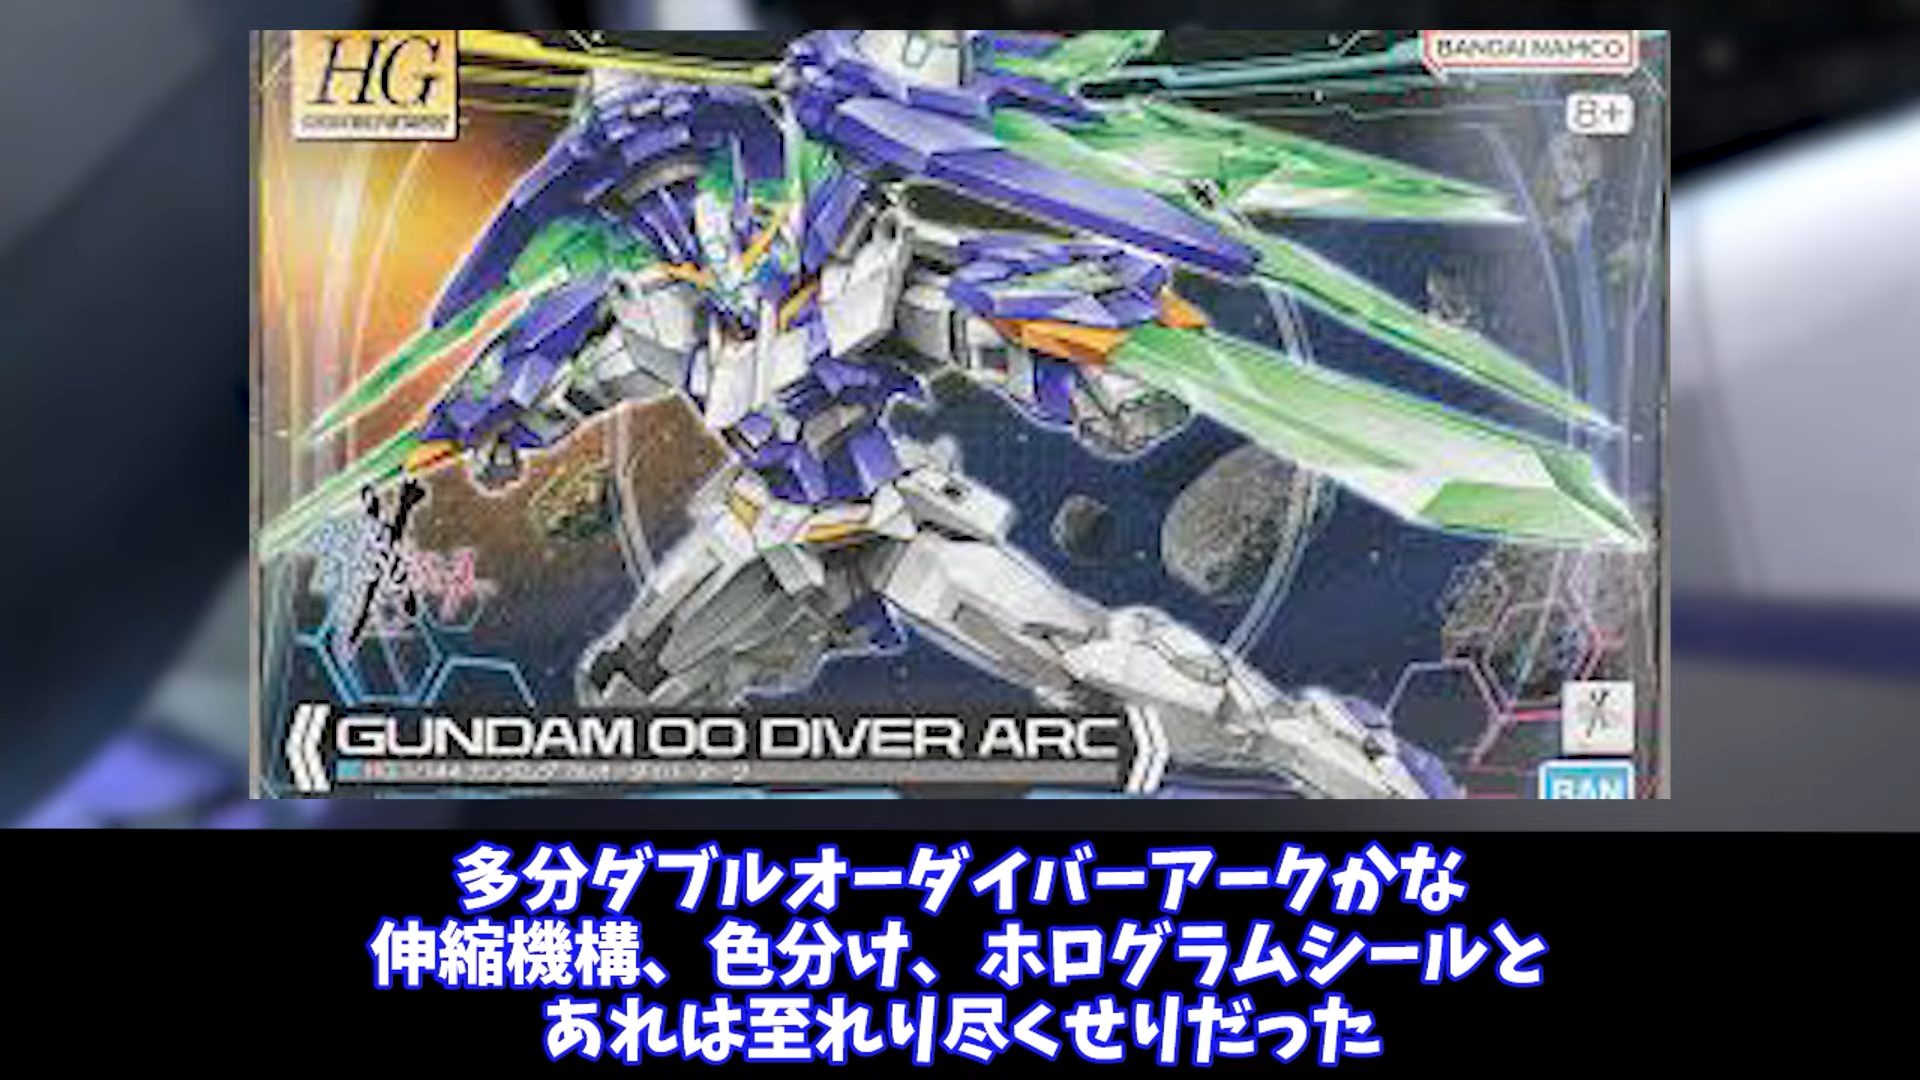 HG
BANDAI NAMCO
8+
GUNDAM OO DIVER ARC
BAN
多分ダブルオーダイバーアークかな
伸縮機構、色分け、ホログラムシールと
あれは至れり尽くせりだった